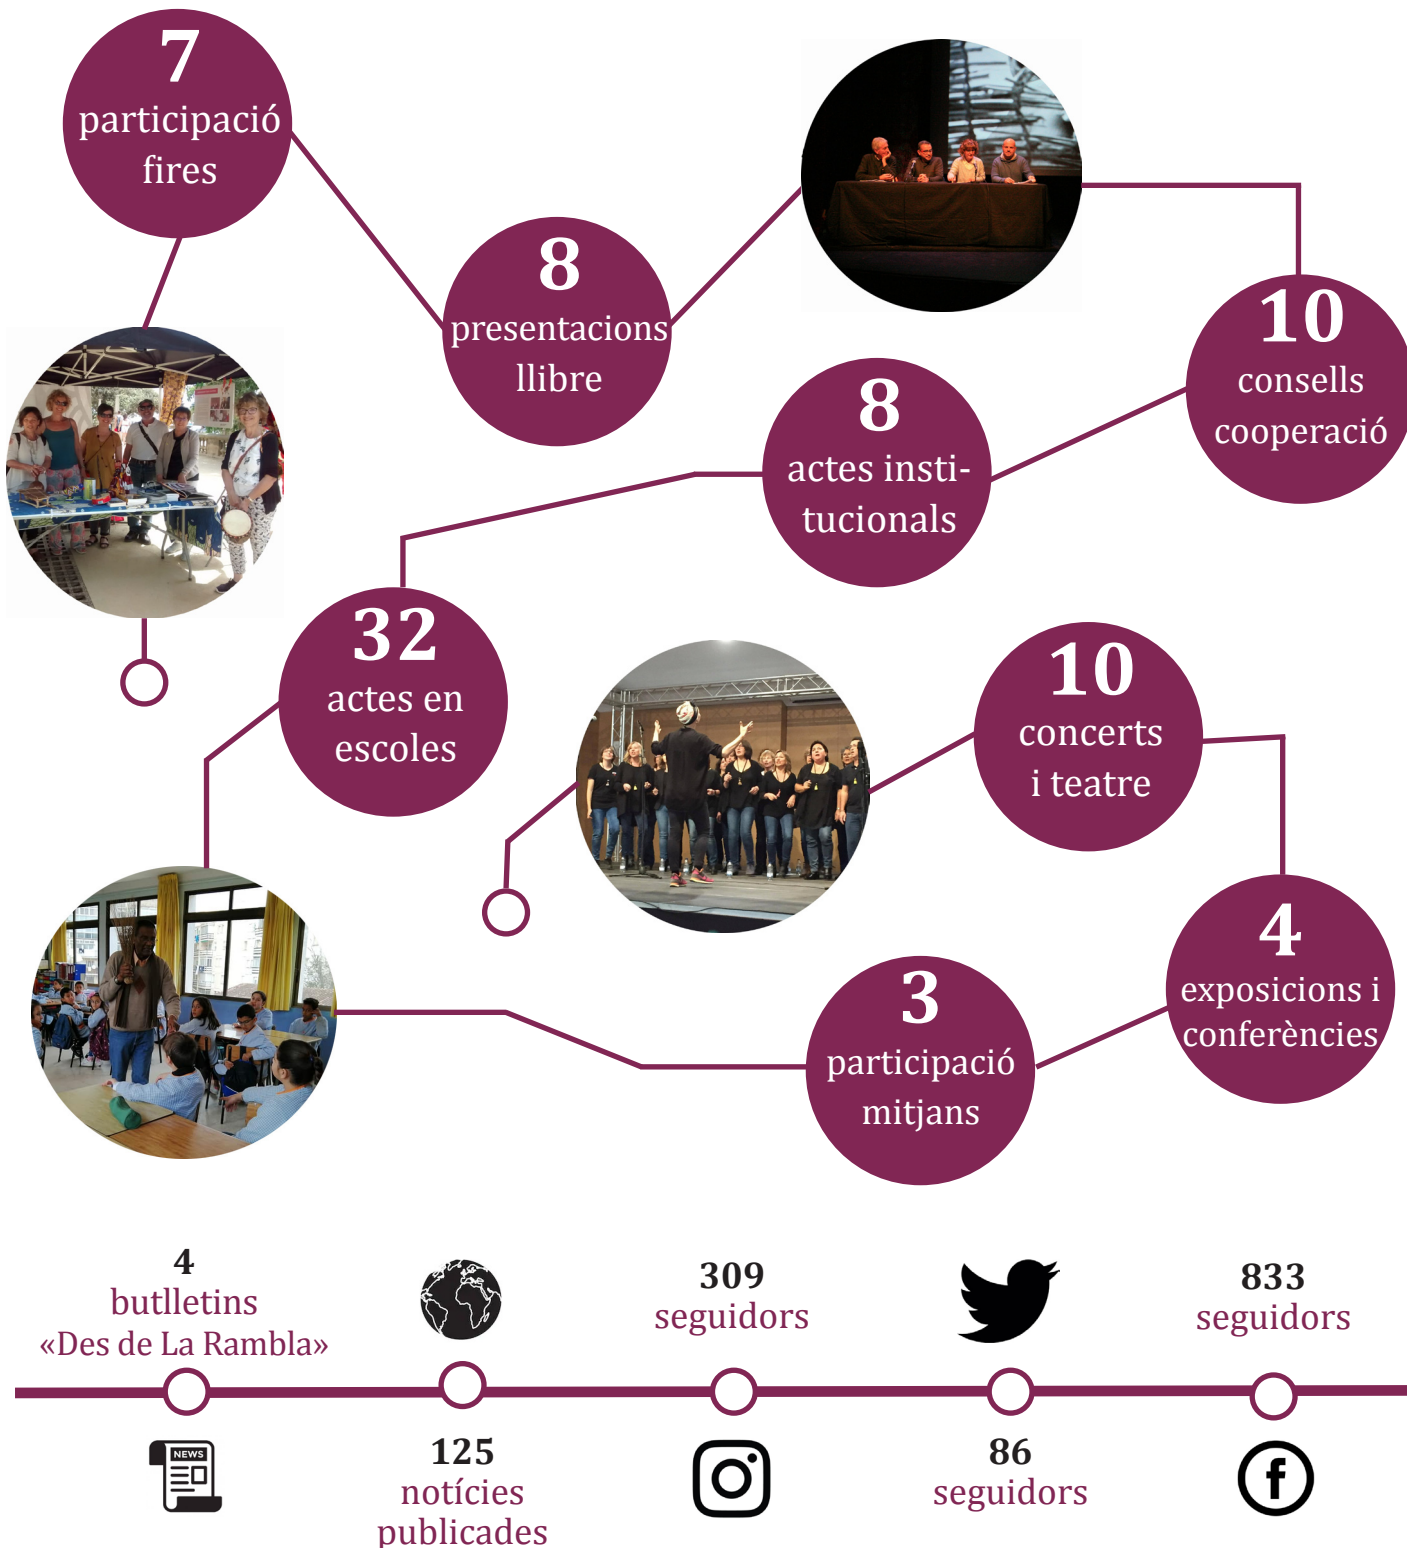 7
participació
fires
8
presentacions
llibre
10
consells
cooperació
8
actes insti-
tucionals
32
actes en
escoles
10
concerts
i teatre
4
exposicions i
conferències
3
participació
mitjans
4
butlletins
«Des de La Rambla»
NEWS
125
notícies
publicades
309
seguidors
86
seguidors
833
seguidors